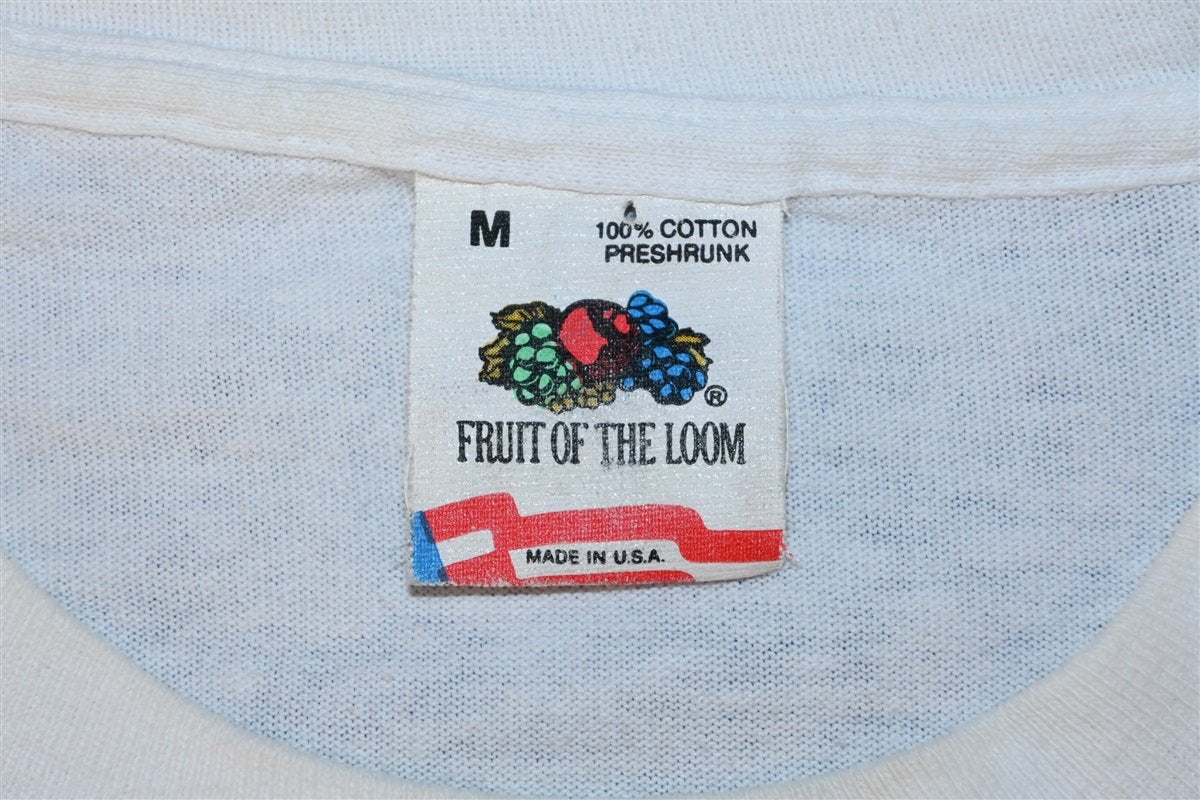 M
100% COTTON
PRESHRUNK
®
FRUIT OF THE LOOM
MADE IN U.S.A.